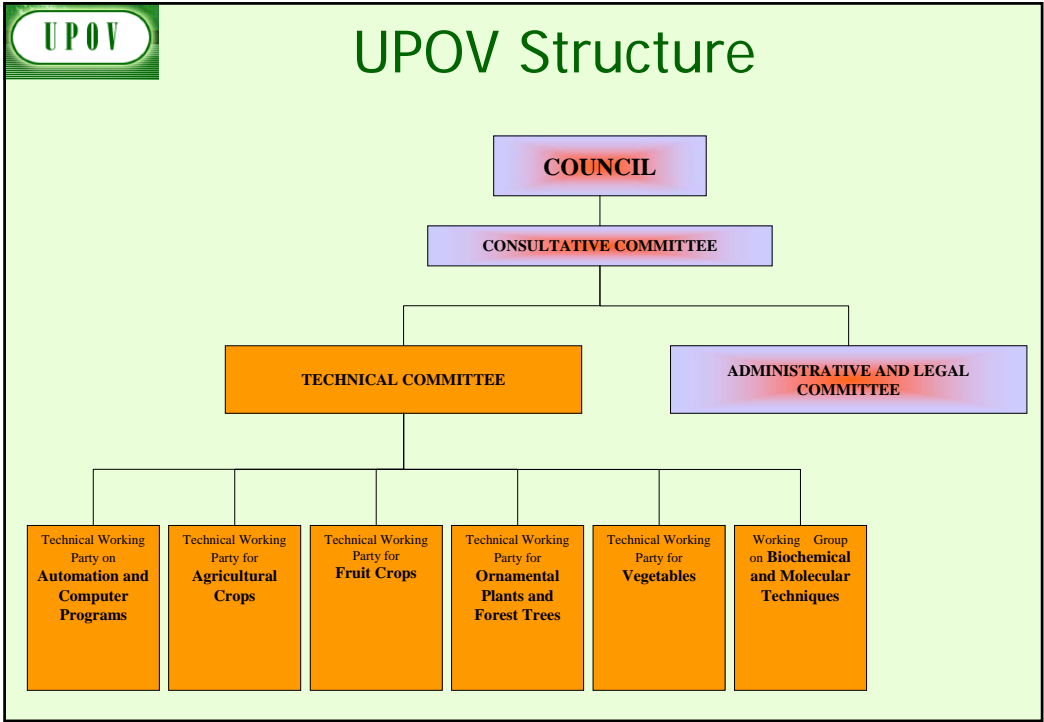 UPOV
UPOV Structure
COUNCIL
CONSULTATIVE COMMITTEE
TECHNICAL COMMITTEE
ADMINISTRATIVE AND LEGAL
COMMITTEE
Technical Working
Party on
Automation and
Computer
Programs
Technical Working
Party for
Agricultural
Crops
Technical Working
Party for
Fruit Crops
Technical Working
Party for
Ornamental
Plants and
Forest Trees
Technical Working
Party for
Vegetables
Working Group
on Biochemical
and Molecular
Techniques